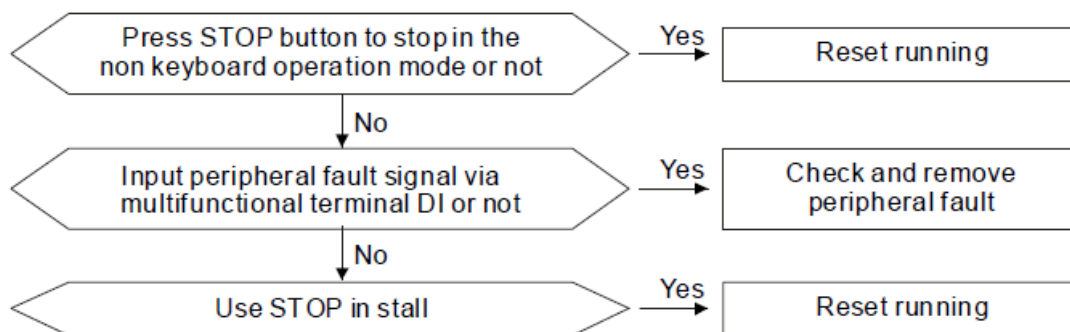 Press STOP button to stop in the
non keyboard operation mode or not
Yes
Reset running
No
Input peripheral fault signal via
multifunctional terminal DI or not
Yes
Check and remove
peripheral fault
No
Use STOP in stall
Yes
Reset running